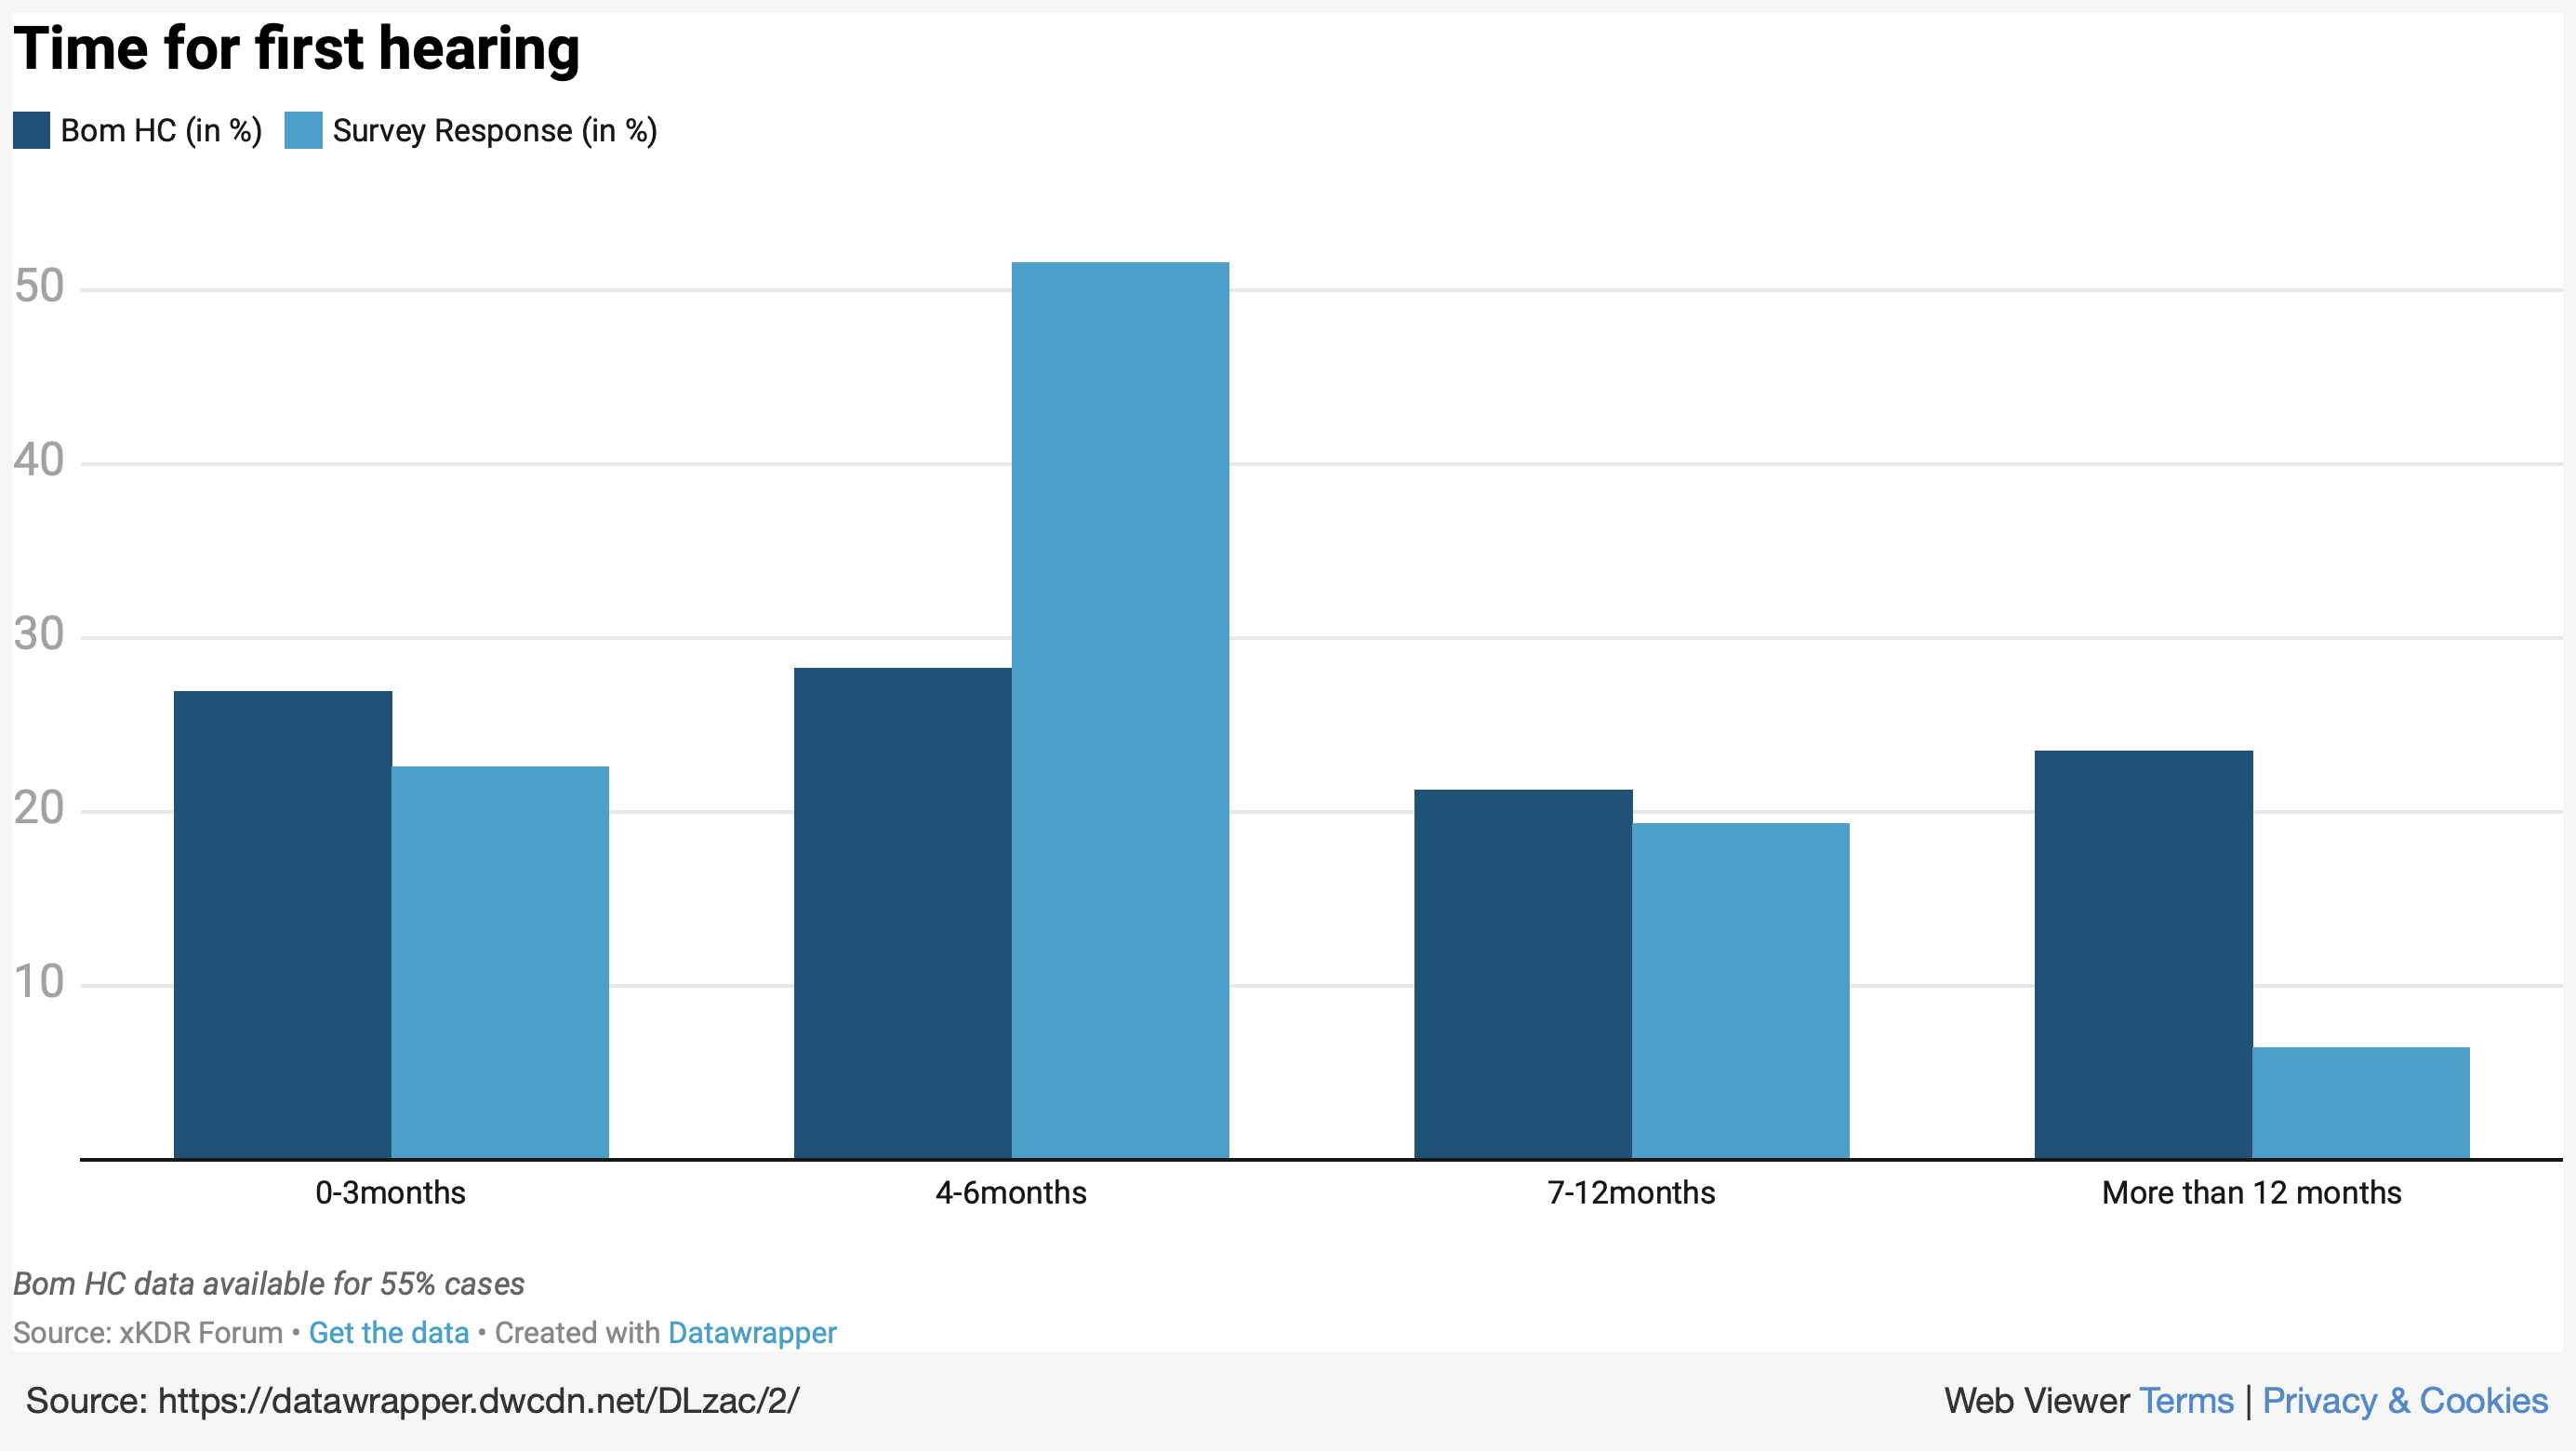 Time for first hearing
Bom HC (in %) Survey Response (in %)
50
40
30
20
10
0-3months 4-6months 7-12months More than 12 months
Bom HC data available for 55% cases
Source: xKDR Forum • Get the data • Created with Datawrapper
Source: https://datawrapper.dwcdn.net/DLzac/2/ Web Viewer Terms | Privacy & Cookies